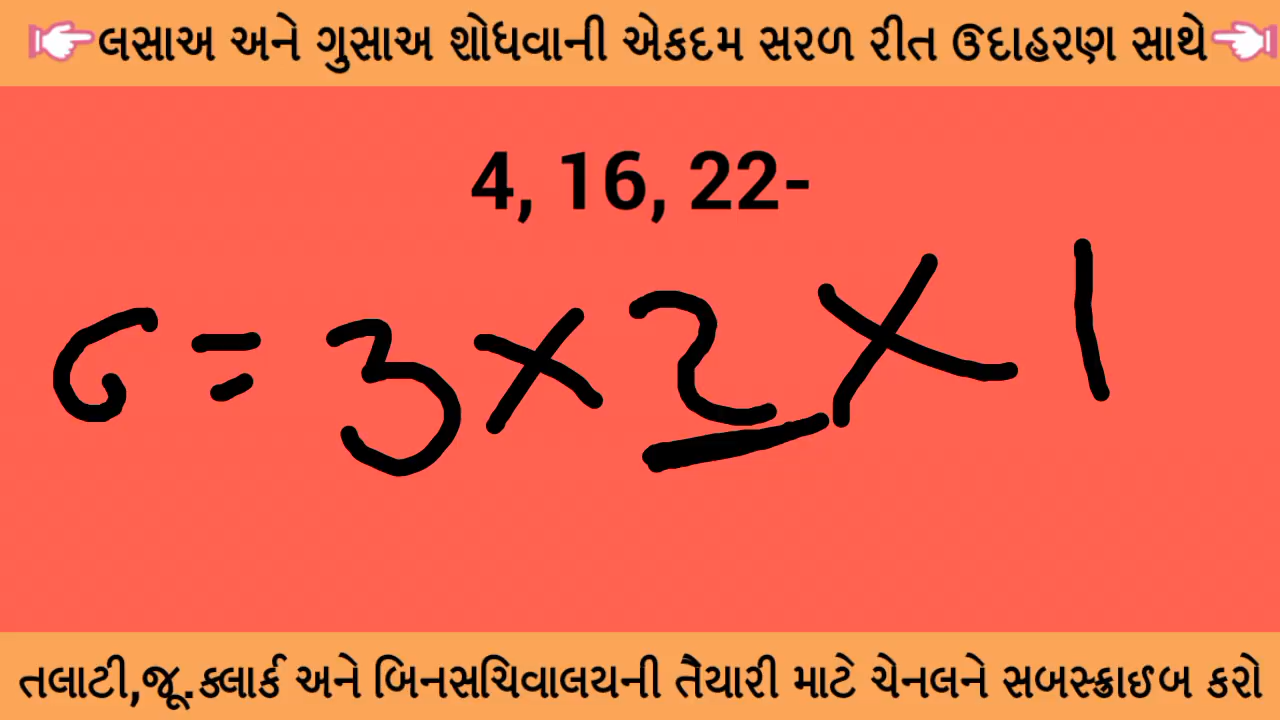 👉લસાઅ અને ગુસાઅ શોધવાની એકદમ સરળ રીત ઉદાહરણ સાથે👈
4, 16, 22-
6 = 3 × 2 × 1
તલાટી,જૂ.ક્લાર્ક અને બિનસચિવાલયની તૈયારી માટે ચેનલને સબસ્ક્રાઈબ કરો